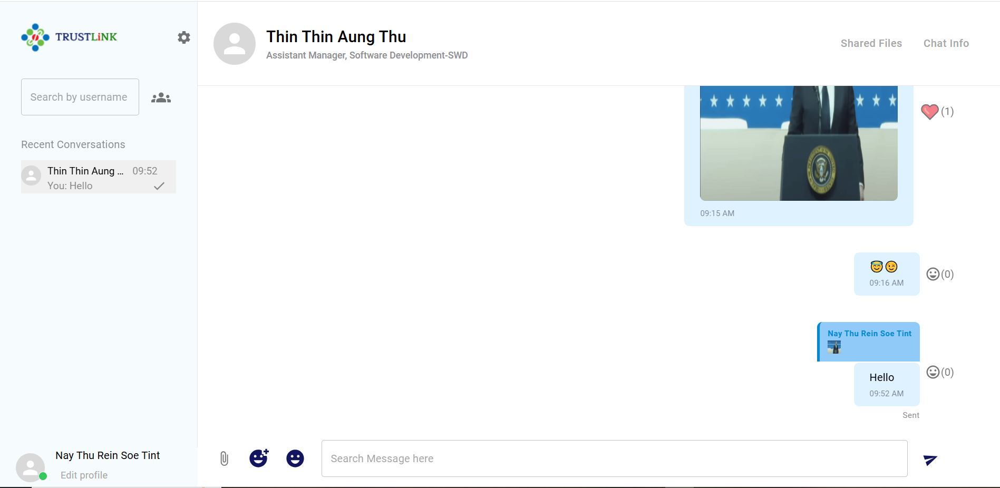 TRUSTLiNK
Search by username
Recent Conversations
Thin Thin Aung ... 09:52
You: Hello
Nay Thu Rein Soe Tint
Edit profile
Thin Thin Aung Thu
Assistant Manager, Software Development-SWD
Shared Files
Chat Info
(1)
09:15 AM
09:16 AM
(0)
Nay Thu Rein Soe Tint
Hello
09:52 AM
(0)
Sent
Search Message here